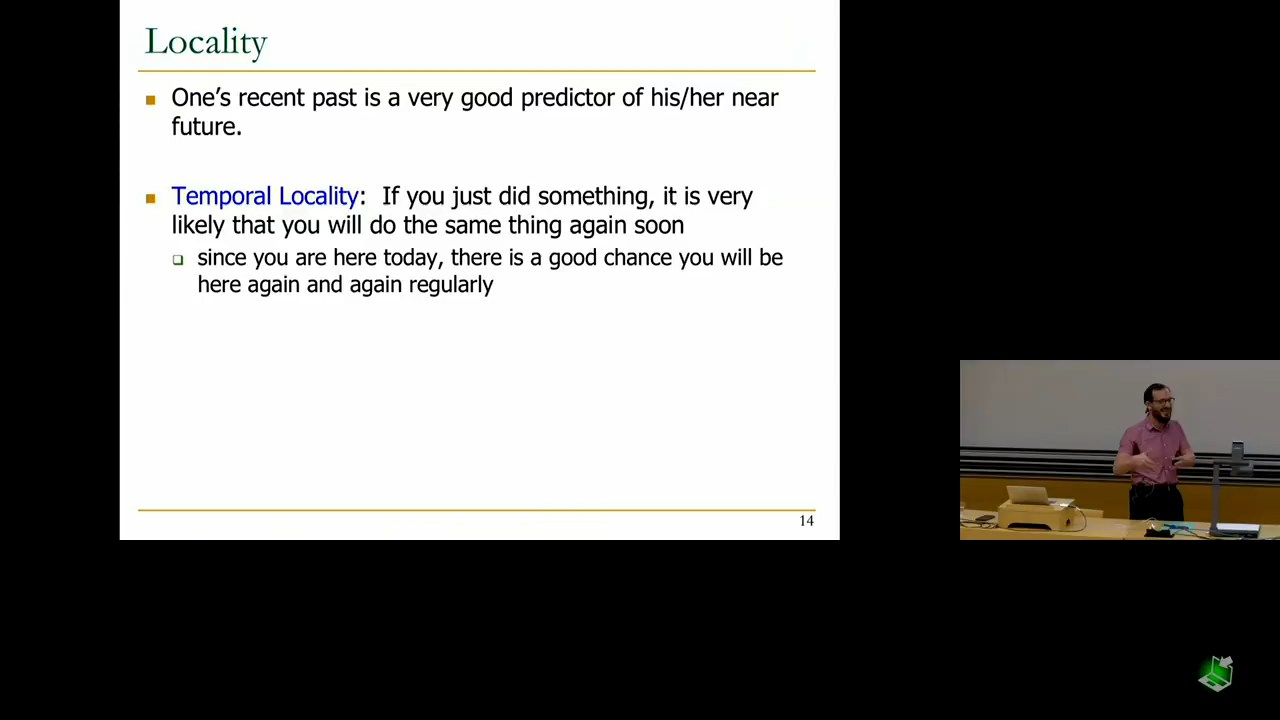 Locality
One’s recent past is a very good predictor of his/her near
future.
Temporal Locality: If you just did something, it is very
likely that you will do the same thing again soon
since you are here today, there is a good chance you will be
here again and again regularly
14